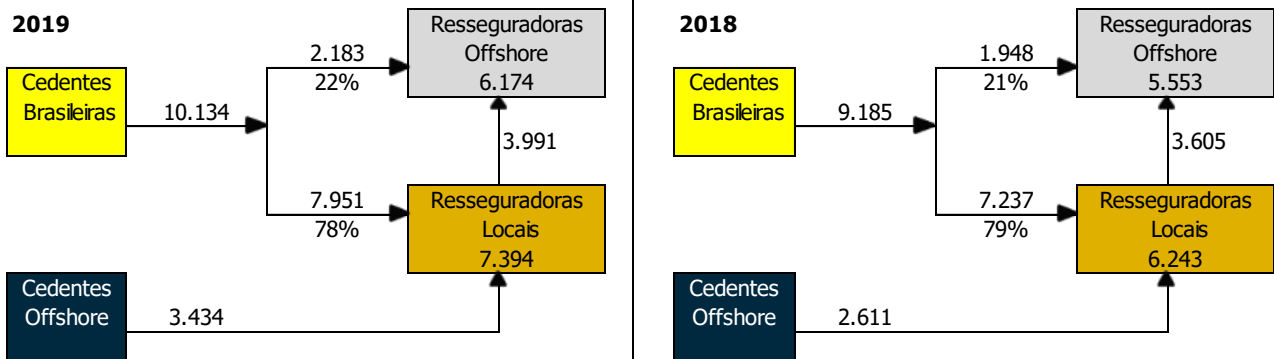 2019
Cedentes
Brasileiras
10.134
2.183
22%
Resseguradoras
Offshore
6.174
3.991
7.951
78%
Resseguradoras
Locais
7.394
Cedentes
Offshore
3.434
2018
Cedentes
Brasileiras
9.185
1.948
21%
Resseguradoras
Offshore
5.553
3.605
7.237
79%
Resseguradoras
Locais
6.243
Cedentes
Offshore
2.611